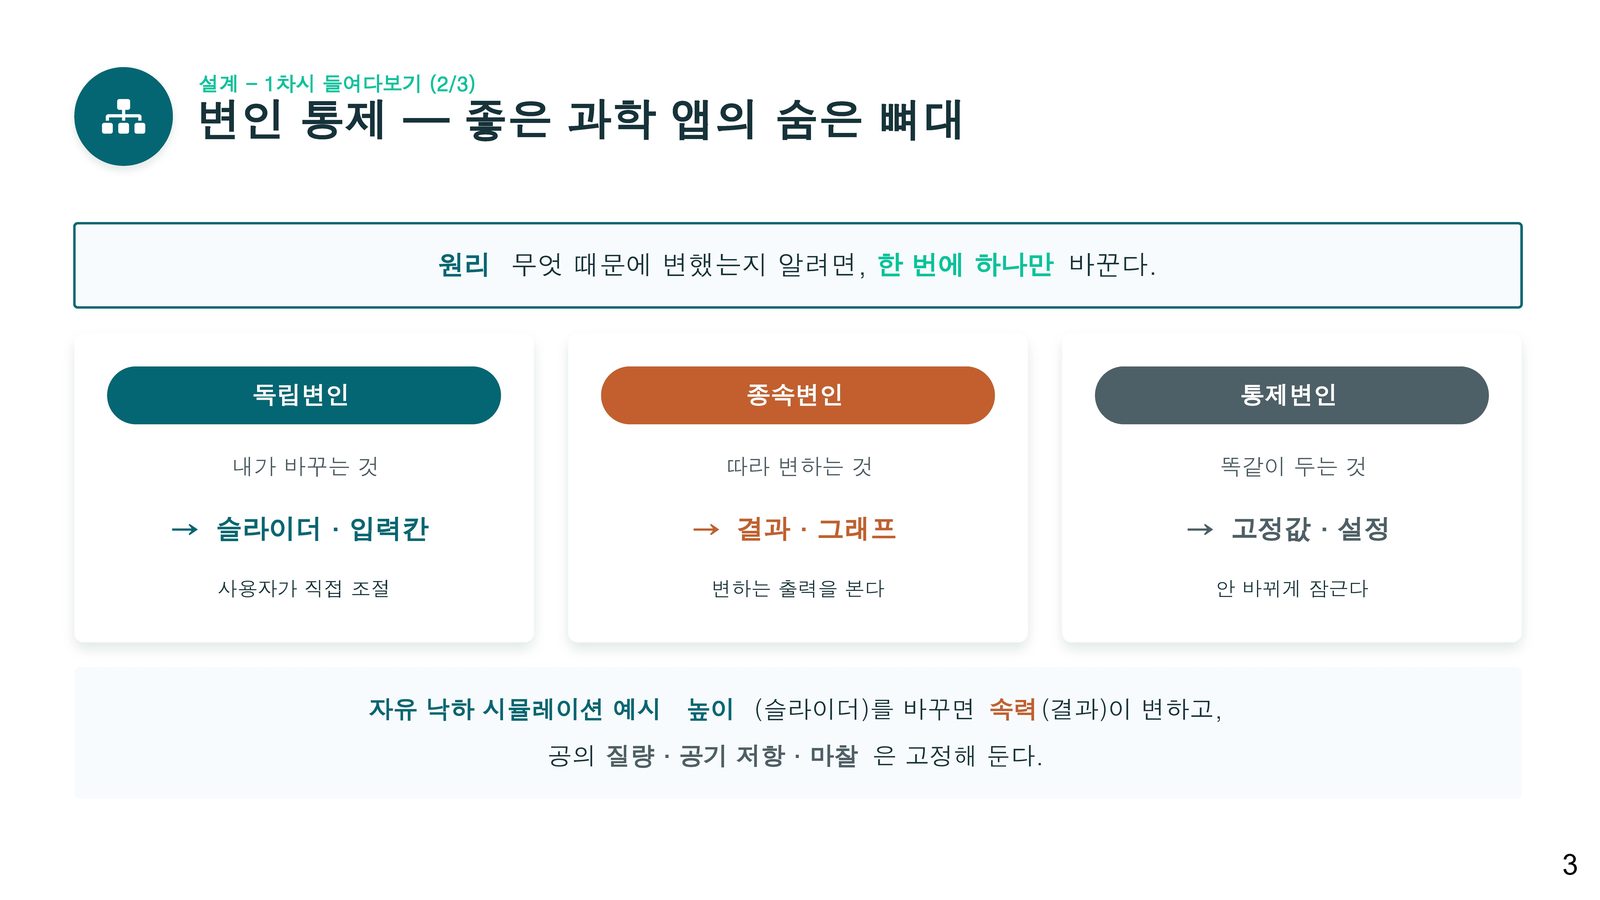 설계 – 1차시 들여다보기 (2/3)
변인 통제 — 좋은 과학 앱의 숨은 뼈대
원리 무엇 때문에 변했는지 알려면, 한 번에 하나만 바꾼다.
독립변인
내가 바꾸는 것
→ 슬라이더 · 입력칸
사용자가 직접 조절
종속변인
따라 변하는 것
→ 결과 · 그래프
변하는 출력을 본다
통제변인
똑같이 두는 것
→ 고정값 · 설정
안 바뀌게 잠근다
자유 낙하 시뮬레이션 예시 높이 (슬라이더)를 바꾸면 속력(결과)이 변하고,
공의 질량 · 공기 저항 · 마찰 은 고정해 둔다.
3